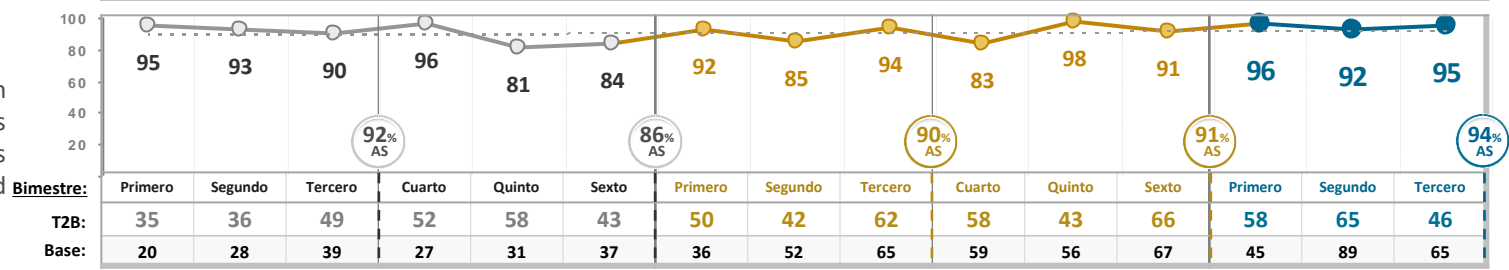 100
95 93 90 96 81 84 92 85 94 83 98 91 96 92 95
80
60
40
20
92% AS 86% AS 90% AS 91% AS 94% AS
n
s
s
d
Bimestre: Primero Segundo Tercero Cuarto Quinto Sexto Primero Segundo Tercero Cuarto Quinto Sexto Primero Segundo Tercero
T2B: 35 36 49 52 58 43 50 42 62 58 43 66 58 65 46
Base: 20 28 39 27 31 37 36 52 65 59 56 67 45 89 65